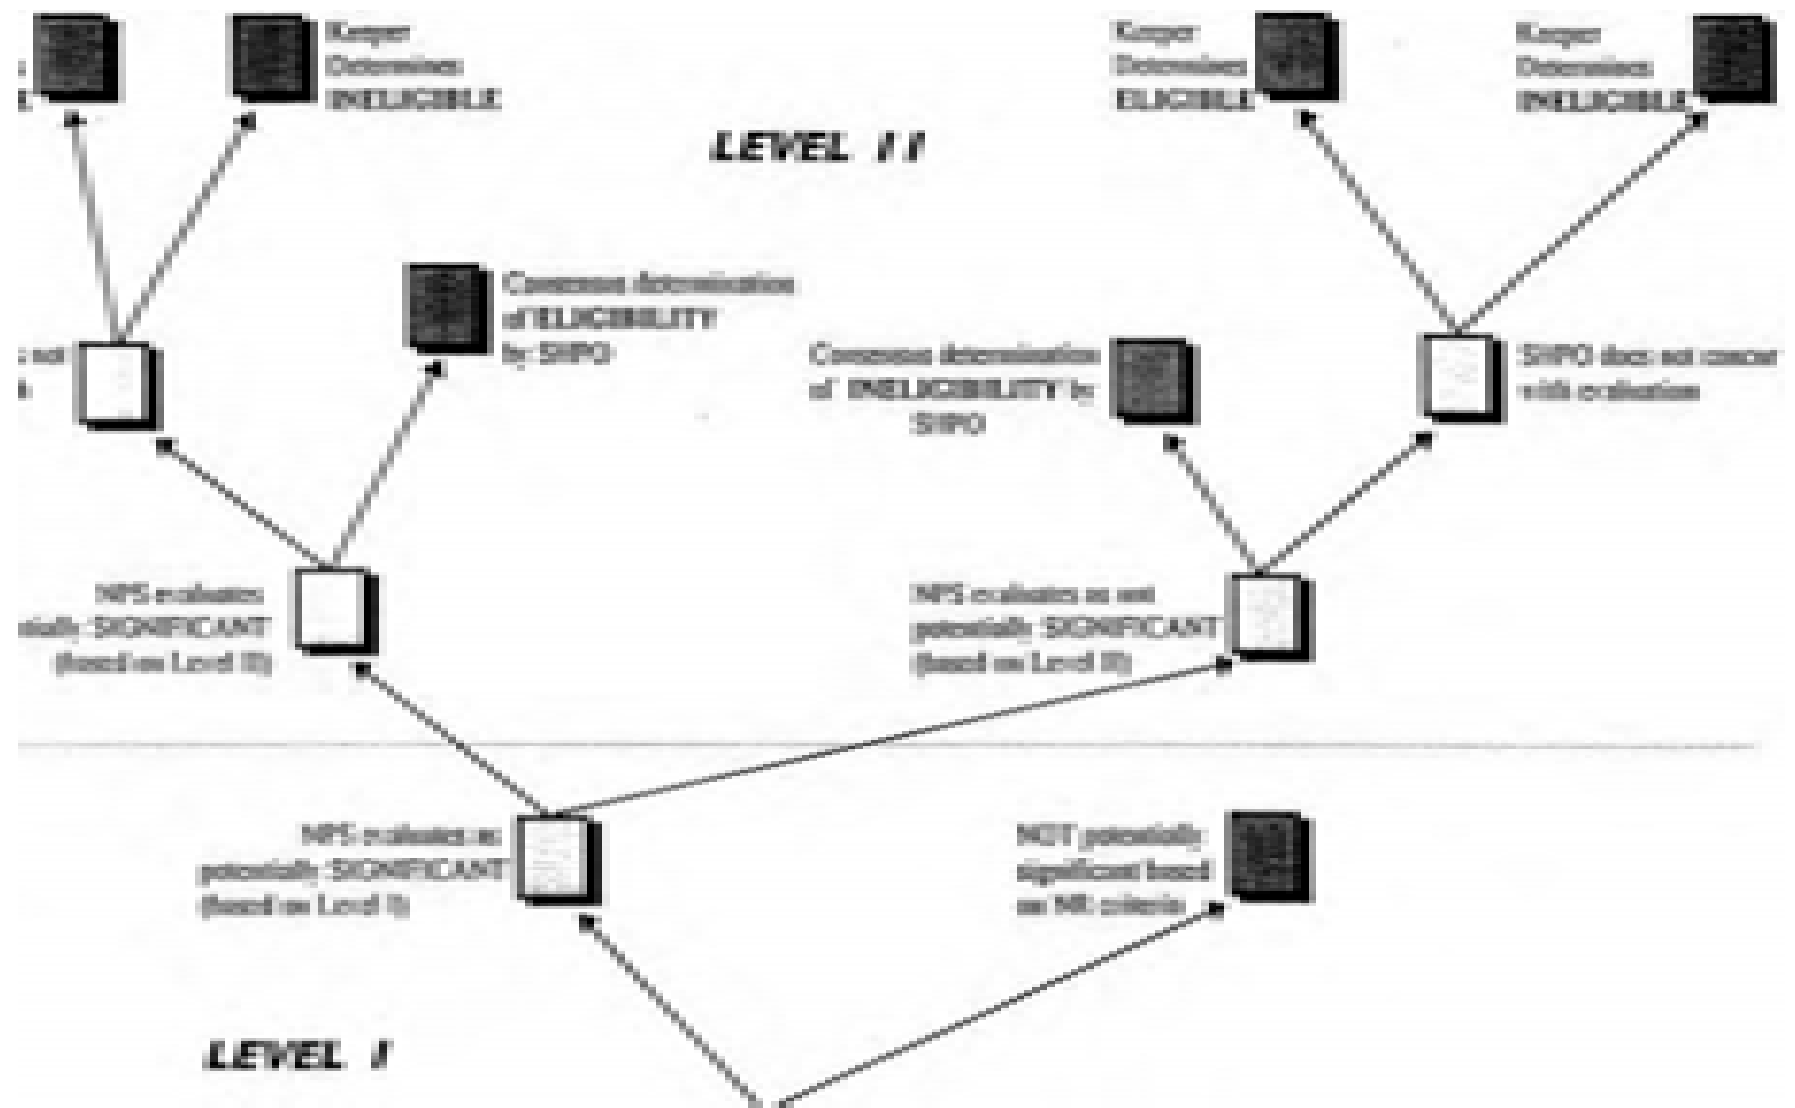 Keeper
Determines
INELIGIBLE
Keeper
Determines
ELIGIBLE
Keeper
Determines
INELIGIBLE
LEVEL II
Consensus determination
of ELIGIBILITY
by SHPO
Consensus determination
of INELIGIBILITY by
SHPO
not
SHPO does not concur
with evaluation
NPS evaluates
SIGNIFICANT
(based on Level II)
NPS evaluates as not
potentially SIGNIFICANT
(based on Level II)
NPS evaluates as
potentially SIGNIFICANT
(based on Level I)
NOT potentially
significant based
on NR criteria
LEVEL I